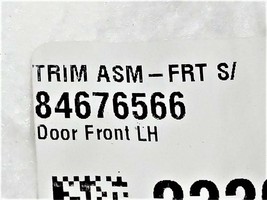 TRIM ASM-FRT S/
84676566
Door Front LH